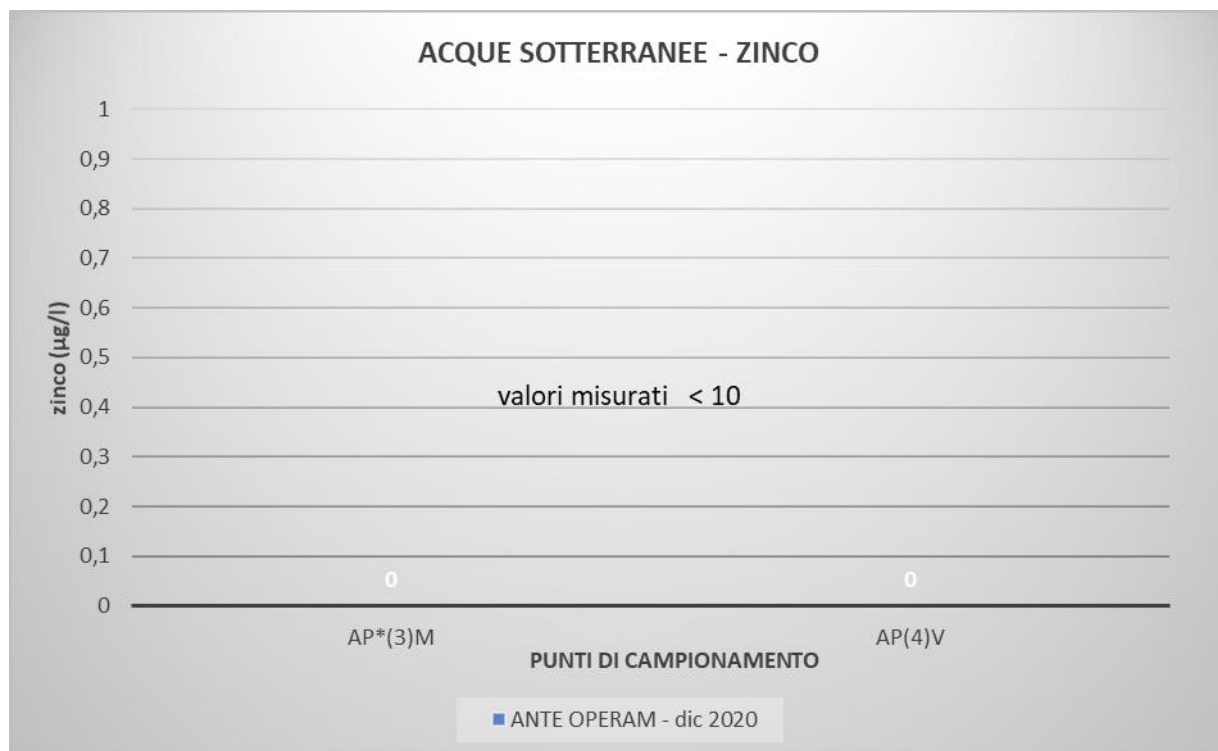 ACQUE SOTTERRANEE - ZINCO
1
0,9
0,8
0,7
0,6
0,5
0,4
0,3
0,2
0,1
0
zinco (µg/l)
valori misurati < 10
0
0
AP*(3)M
AP(4)V
PUNTI DI CAMPIONAMENTO
ANTE OPERAM - dic 2020